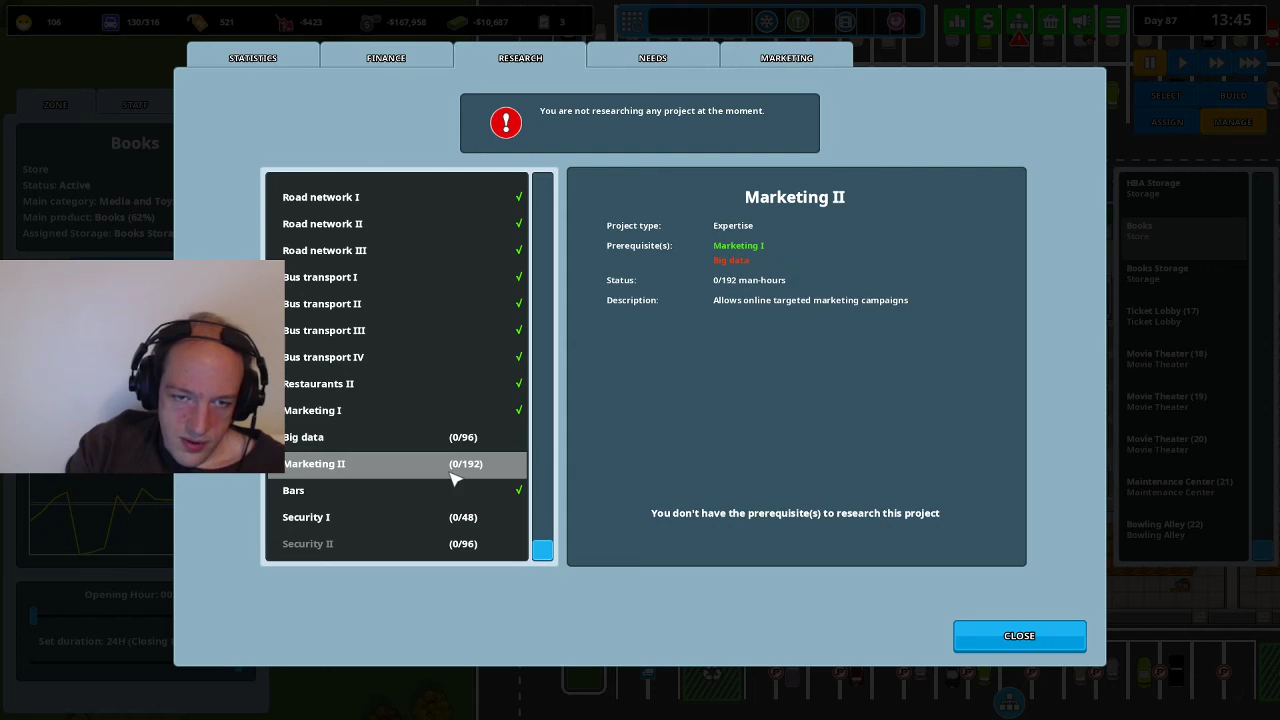 106
130/316
521
-$423
-$167,958
-$10,687
3
Day 87
13:45
STATISTICS
FINANCE
RESEARCH
NEEDS
MARKETING
SELECT
BUILD
ASSIGN
MANAGE
ZONE
STAFF
Books
Store
Status: Active
Main category: Media and Toy
Main product: Books (62%)
Assigned Storage: Books Stora
You are not researching any project at the moment.
Road network I √
Road network II √
Road network III √
Bus transport I √
Bus transport II √
Bus transport III √
Bus transport IV √
Restaurants II √
Marketing I √
Big data (0/96)
Marketing II (0/192)
Bars √
Security I (0/48)
Security II (0/96)
Marketing II
Project type: Expertise
Prerequisite(s): Marketing I
Big data
Status: 0/192 man-hours
Description: Allows online targeted marketing campaigns
You don't have the prerequisite(s) to research this project
CLOSE
HBA Storage
Storage
Books
Store
Books Storage
Storage
Ticket Lobby (17)
Ticket Lobby
Movie Theater (18)
Movie Theater
Movie Theater (19)
Movie Theater
Movie Theater (20)
Movie Theater
Maintenance Center (21)
Maintenance Center
Bowling Alley (22)
Bowling Alley
Opening Hour: 00
Set duration: 24H (Closing